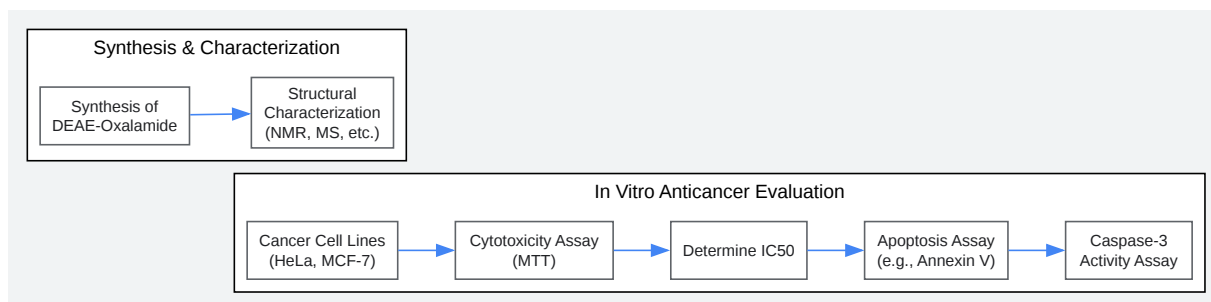 Synthesis & Characterization
Synthesis of
DEAE-Oxalamide
Structural
Characterization
(NMR, MS, etc.)
In Vitro Anticancer Evaluation
Cancer Cell Lines
(HeLa, MCF-7)
Cytotoxicity Assay
(MTT)
Determine IC50
Apoptosis Assay
(e.g., Annexin V)
Caspase-3
Activity Assay